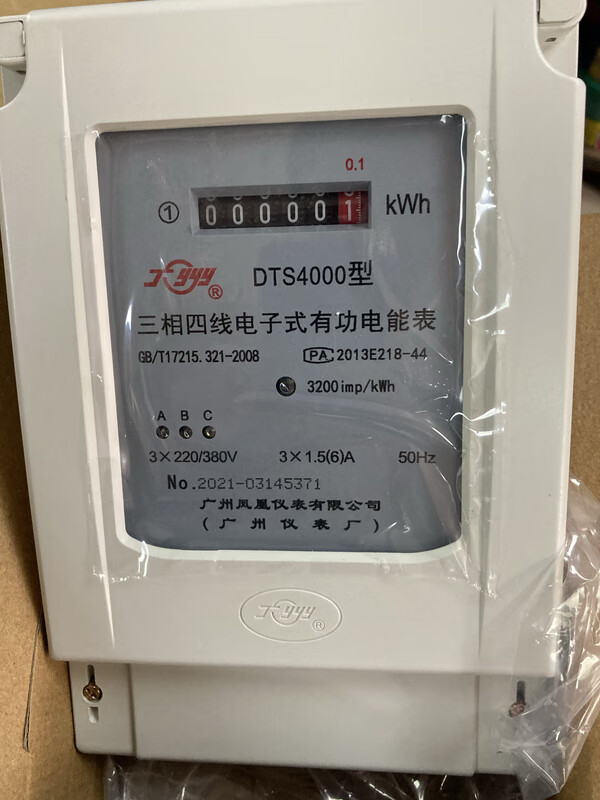 0.1
① 000001 kWh
® DTS4000型
三相四线电子式有功电能表
GB/T17215.321-2008 PA 2013E218-44
3200imp/kWh
A B C
3×220/380V 3×1.5(6)A 50Hz
No.2021-03145371
广州凤凰仪表有限公司
(广州仪表厂)
®